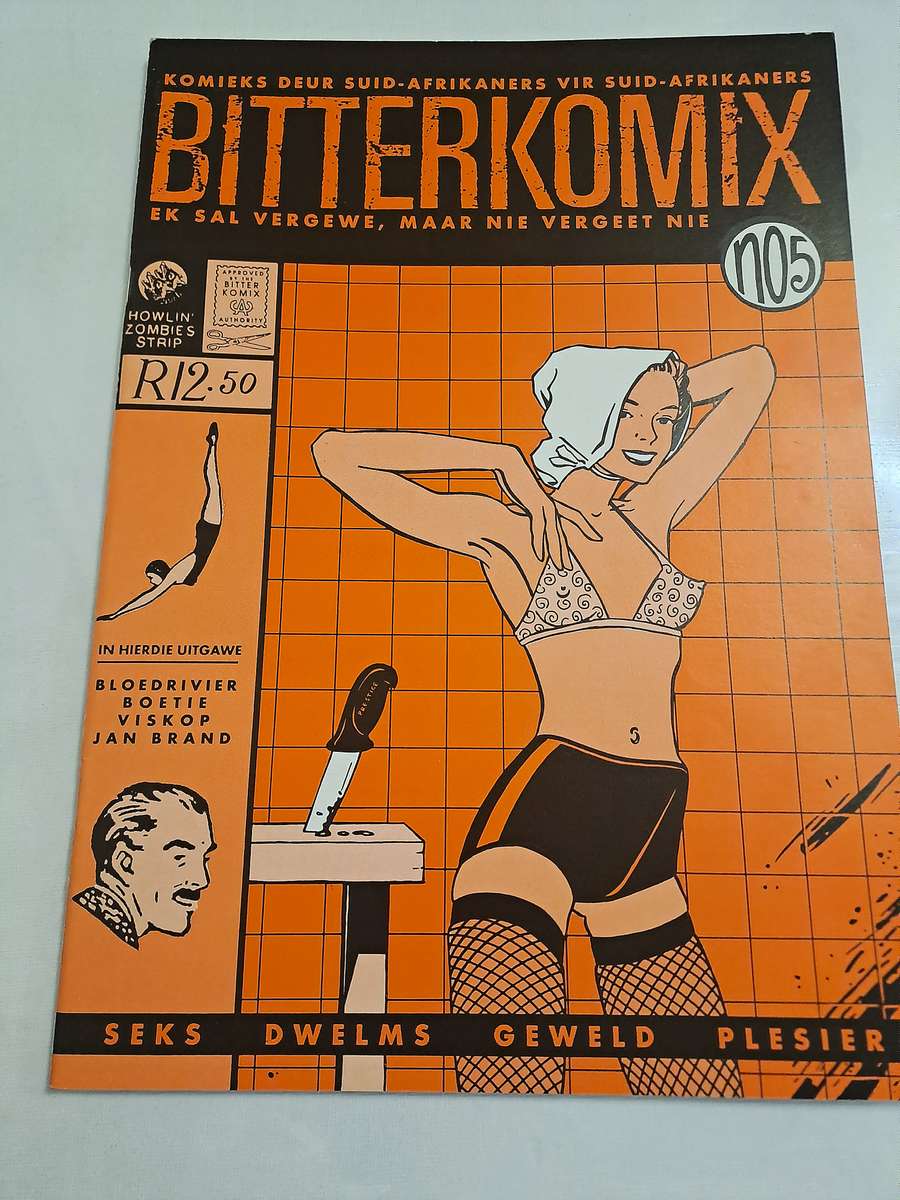 KOMIEKS DEUR SUID-AFRIKANERS VIR SUID-AFRIKANERS
BITTERKOMIX
EK SAL VERGEWE, MAAR NIE VERGEET NIE
no5
HOWLIN'
ZOMBIES
STRIP
APPROVED
BY THE
BITTER
KOMIX
AUTHORITY
R12.50
IN HIERDIE UITGAWE
BLOEDRIVIER
BOETIE
VISKOP
JAN BRAND
PRESTIGE
SEKS DWELMS GEWELD PLESIER